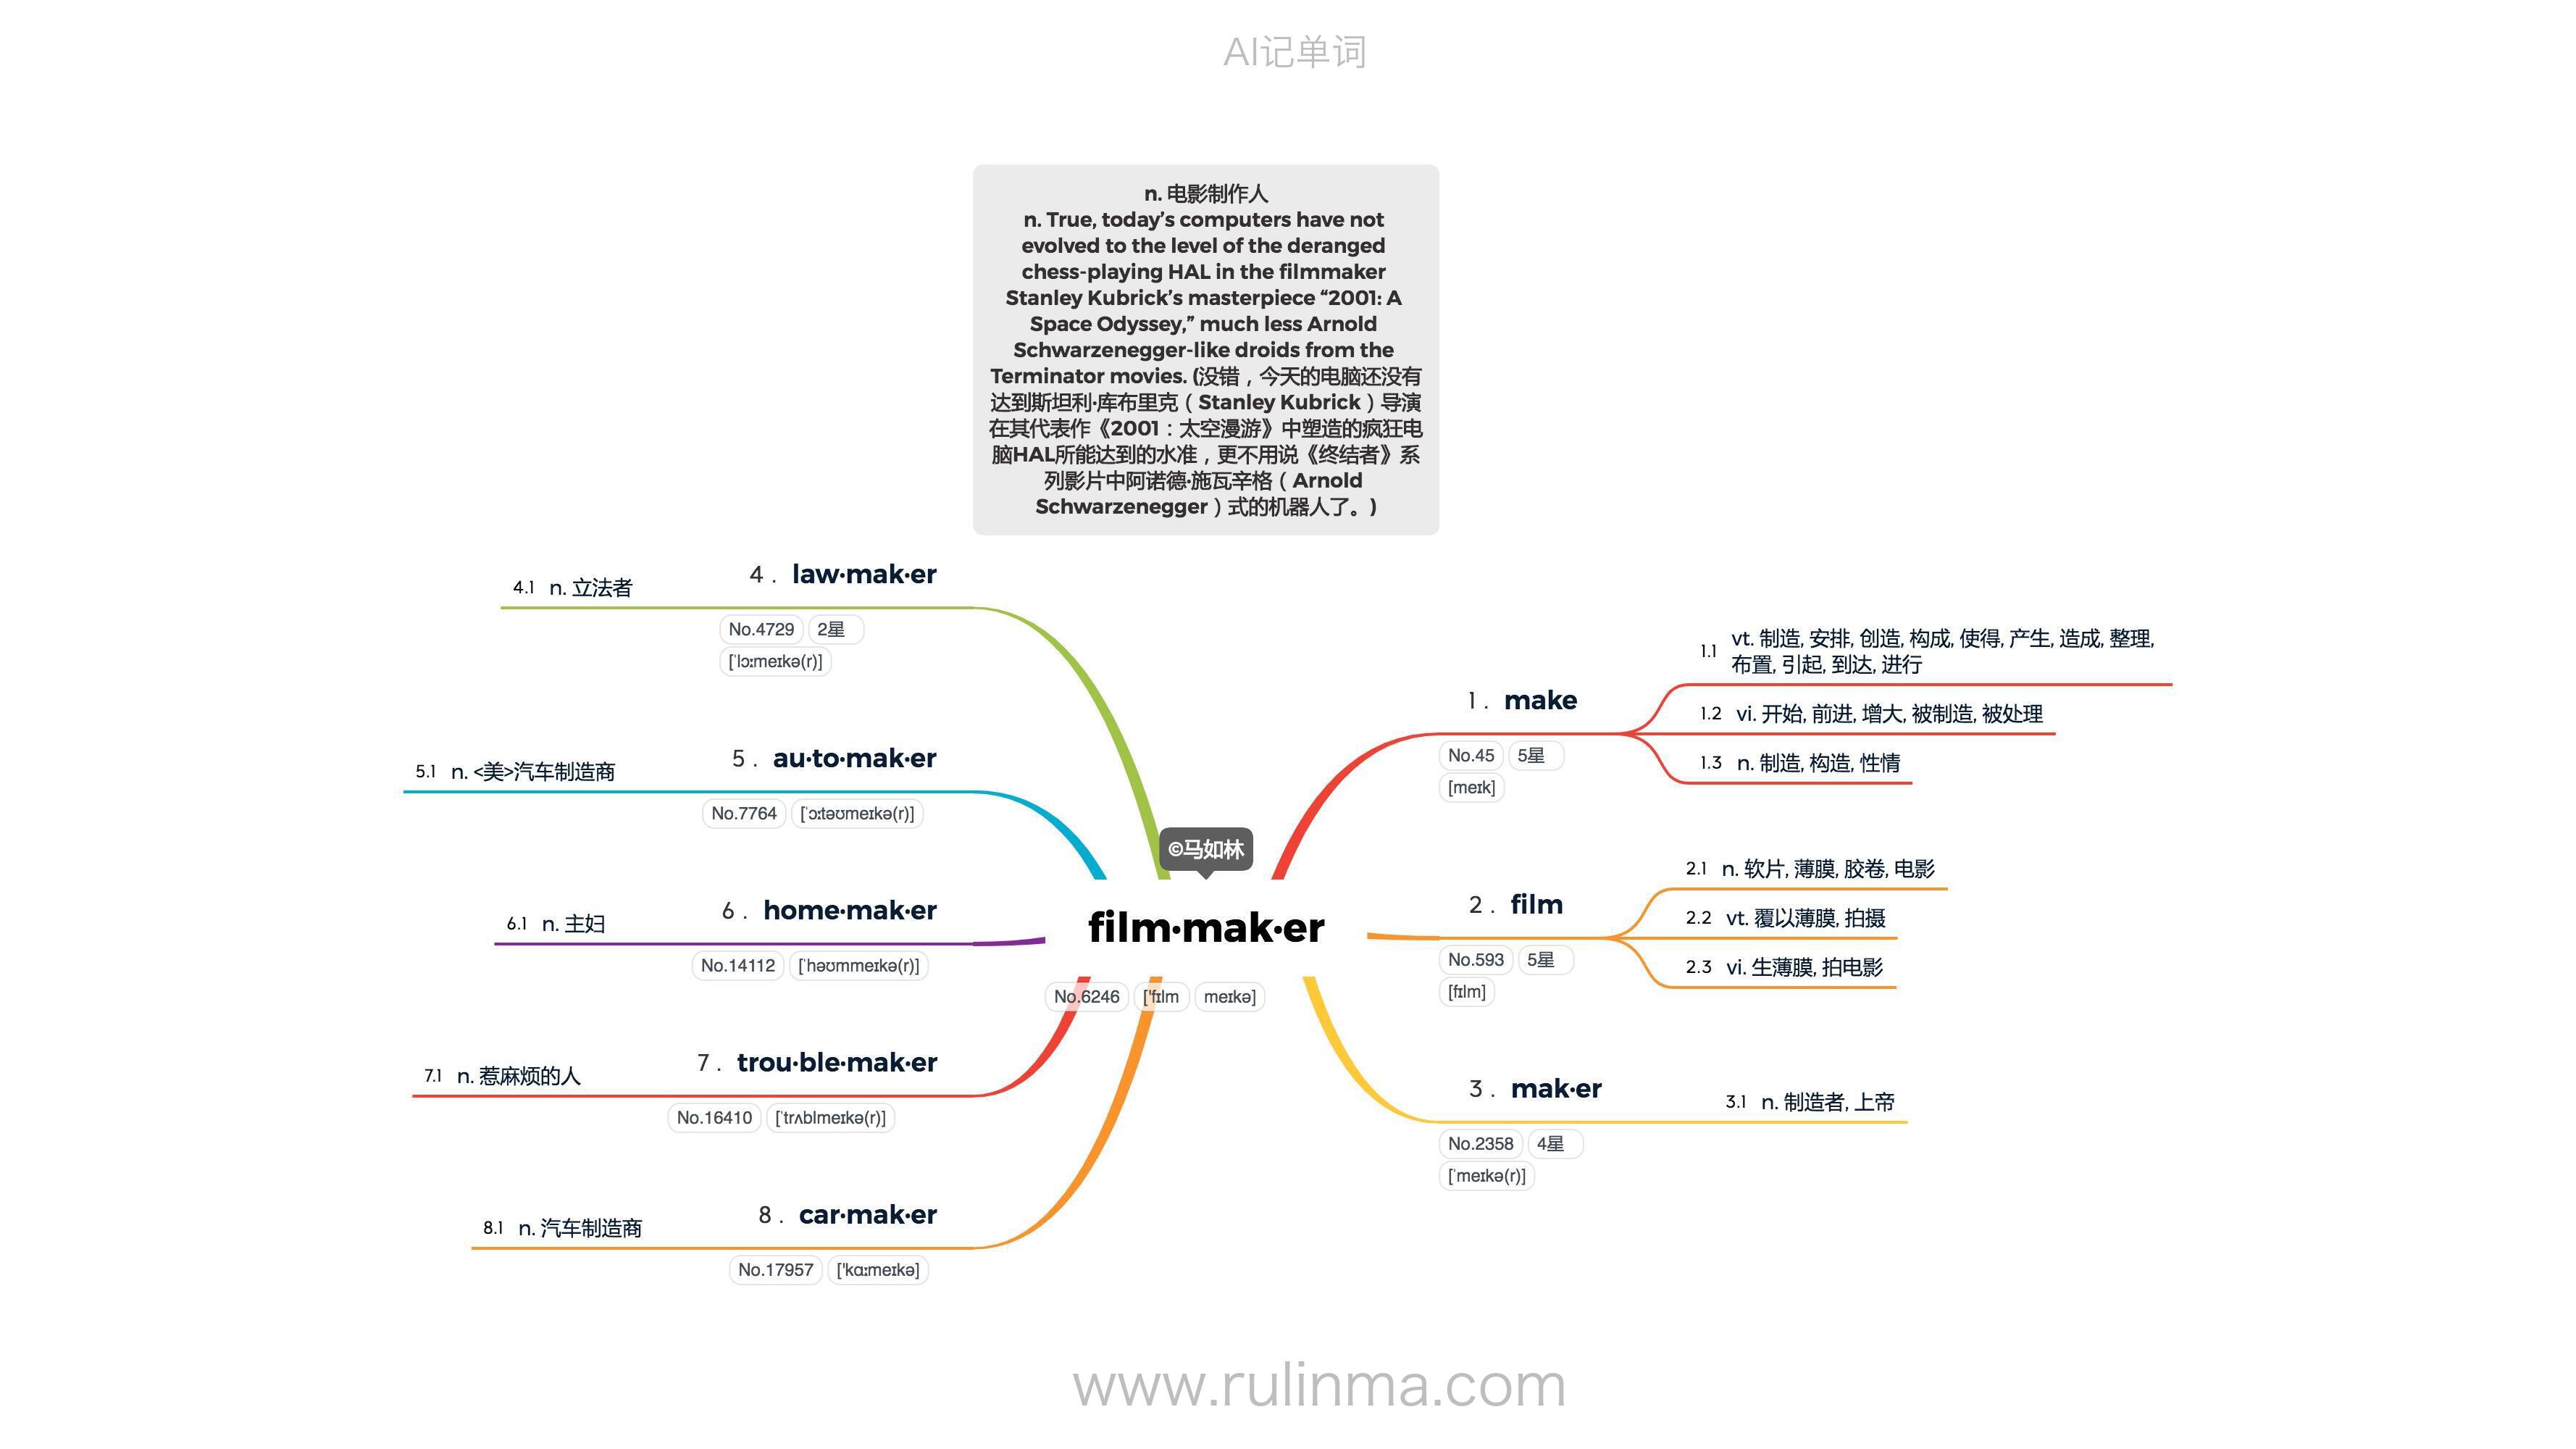 AI记单词
n. 电影制作人
n. True, today’s computers have not
evolved to the level of the deranged
chess-playing HAL in the filmmaker
Stanley Kubrick’s masterpiece “2001: A
Space Odyssey,” much less Arnold
Schwarzenegger-like droids from the
Terminator movies. (没错，今天的电脑还没有
达到斯坦利·库布里克（Stanley Kubrick）导演
在其代表作《2001：太空漫游》中塑造的疯狂电
脑HAL所能达到的水准，更不用说《终结者》系
列影片中阿诺德·施瓦辛格（Arnold
Schwarzenegger）式的机器人了。)
©马如林
film·mak·er
No.6246 ['fɪlm meɪkə]
1. make
No.45 5星
[meɪk]
1.1 vt. 制造, 安排, 创造, 构成, 使得, 产生, 造成, 整理,
布置, 引起, 到达, 进行
1.2 vi. 开始, 前进, 增大, 被制造, 被处理
1.3 n. 制造, 构造, 性情
2. film
No.593 5星
[fɪlm]
2.1 n. 软片, 薄膜, 胶卷, 电影
2.2 vt. 覆以薄膜, 拍摄
2.3 vi. 生薄膜, 拍电影
3. mak·er
No.2358 4星
[ˈmeɪkə(r)]
3.1 n. 制造者, 上帝
4. law·mak·er
No.4729 2星
[ˈlɔːmeɪkə(r)]
4.1 n. 立法者
5. au·to·mak·er
No.7764 [ˈɔːtəʊmeɪkə(r)]
5.1 n. <美>汽车制造商
6. home·mak·er
No.14112 [ˈhəʊmmeɪkə(r)]
6.1 n. 主妇
7. trou·ble·mak·er
No.16410 [ˈtrʌblmeɪkə(r)]
7.1 n. 惹麻烦的人
8. car·mak·er
No.17957 ['kɑːmeɪkə]
8.1 n. 汽车制造商
www.rulinma.com